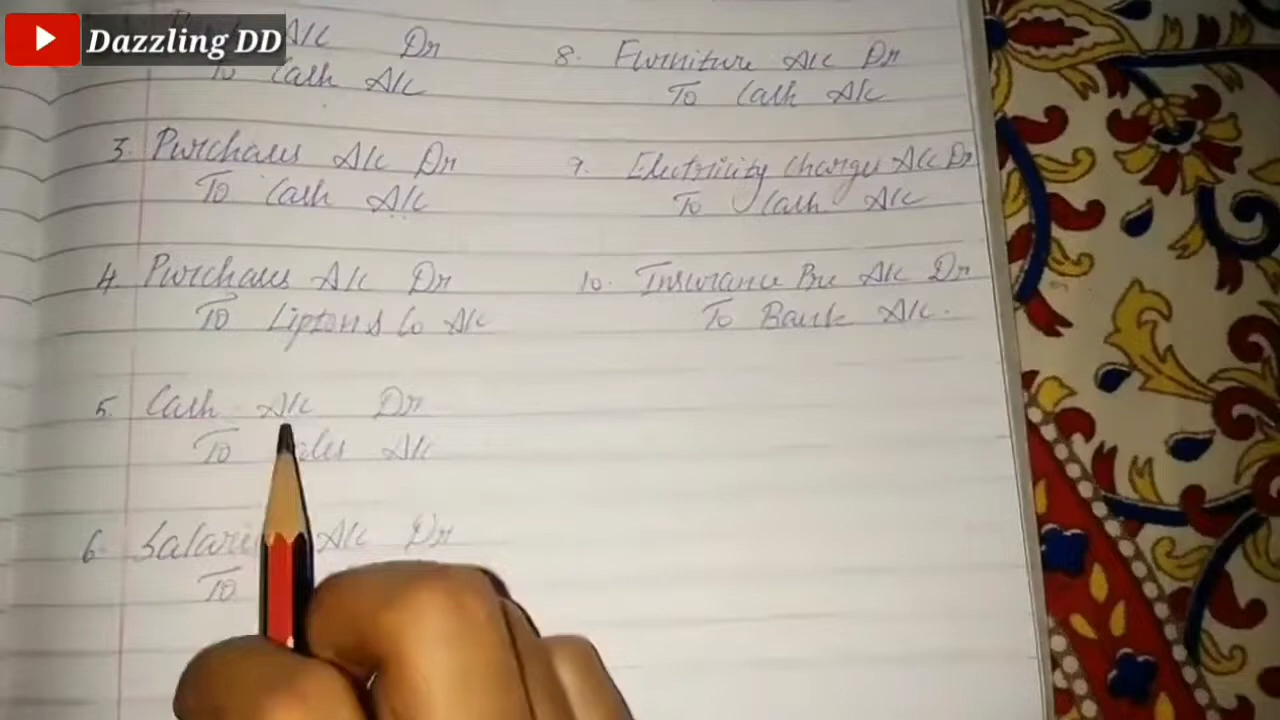 Dazzling DD
A/c Dr
To Cash A/c
3. Purchases A/c Dr
To Cash A/c
4. Purchases A/c Dr
To Liptons Co A/c
5. Cash A/c Dr
To Sales A/c
6. Salaries A/c Dr
To
8. Furniture A/c Dr
To Cash A/c
9. Electricity Charges A/c Dr
To Cash A/c
10. Insurance Pre A/c Dr
To Bank A/c.